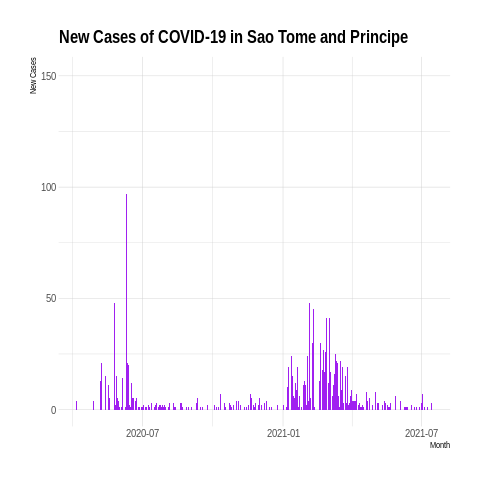 New Cases of COVID-19 in Sao Tome and Principe
New Cases
150
100
50
0
2020-07
2021-01
2021-07
Month